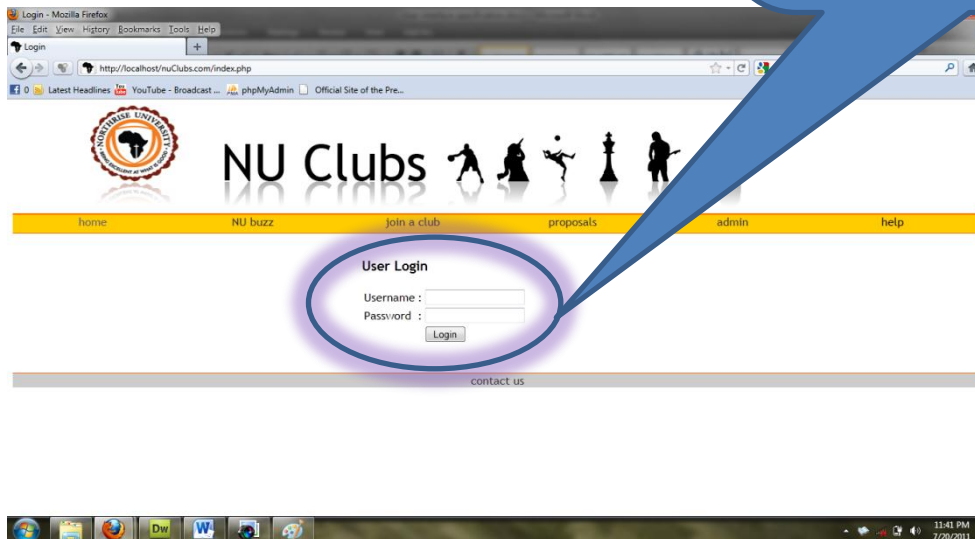 Login - Mozilla Firefox
File Edit View History Bookmarks Tools Help
Login +
http://localhost/nuClubs.com/index.php
0 Latest Headlines YouTube - Broadcast ... phpMyAdmin Official Site of the Pre...
NORTHRISE UNIVERSITY
NU Clubs
home NU buzz join a club proposals admin help
User Login
Username :
Password :
Login
contact us
Dw W
11:41 PM
7/20/2011